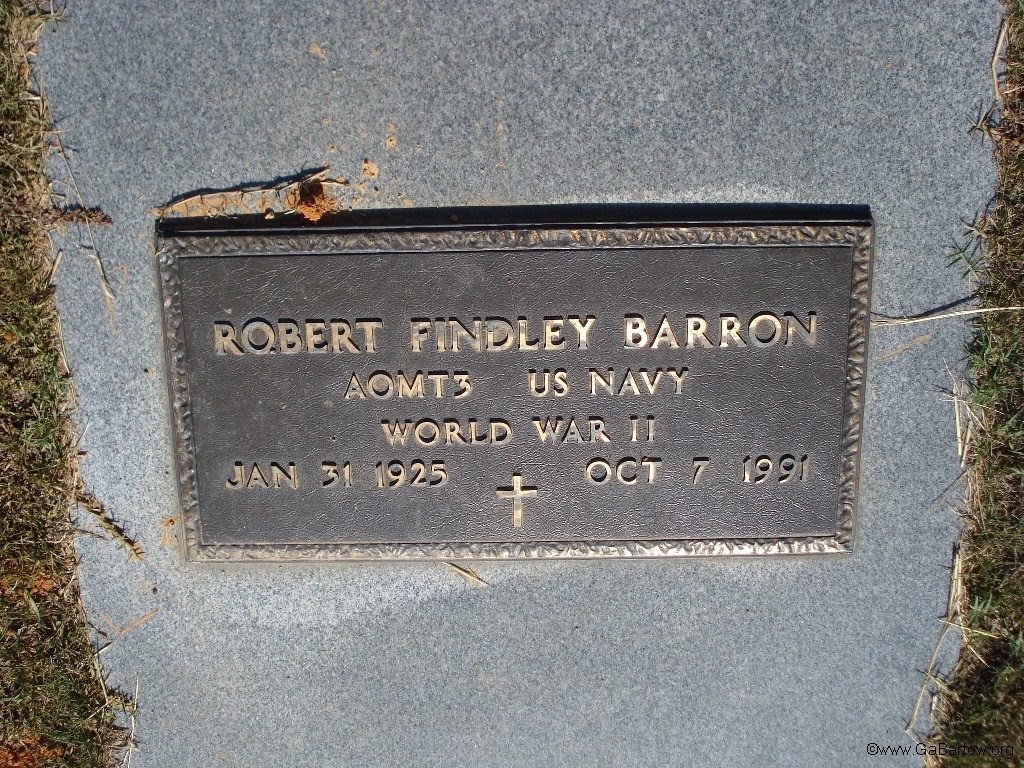 ROBERT FINDLEY BARRON
AOMT3 US NAVY
WORLD WAR II
JAN 31 1925 OCT 7 1991
©www.GaBartow.org